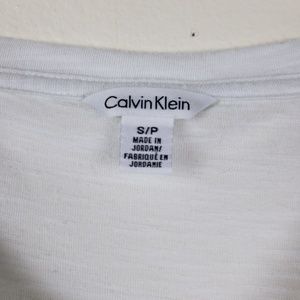 Calvin Klein
S/P
MADE IN
JORDAN/
FABRIQUÉ EN
JORDANIE